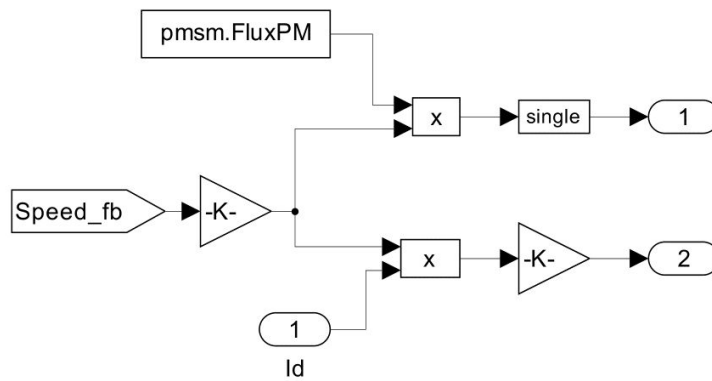 pmsm.FluxPM
x
single
1
Speed_fb
-K-
x
-K-
2
1
Id